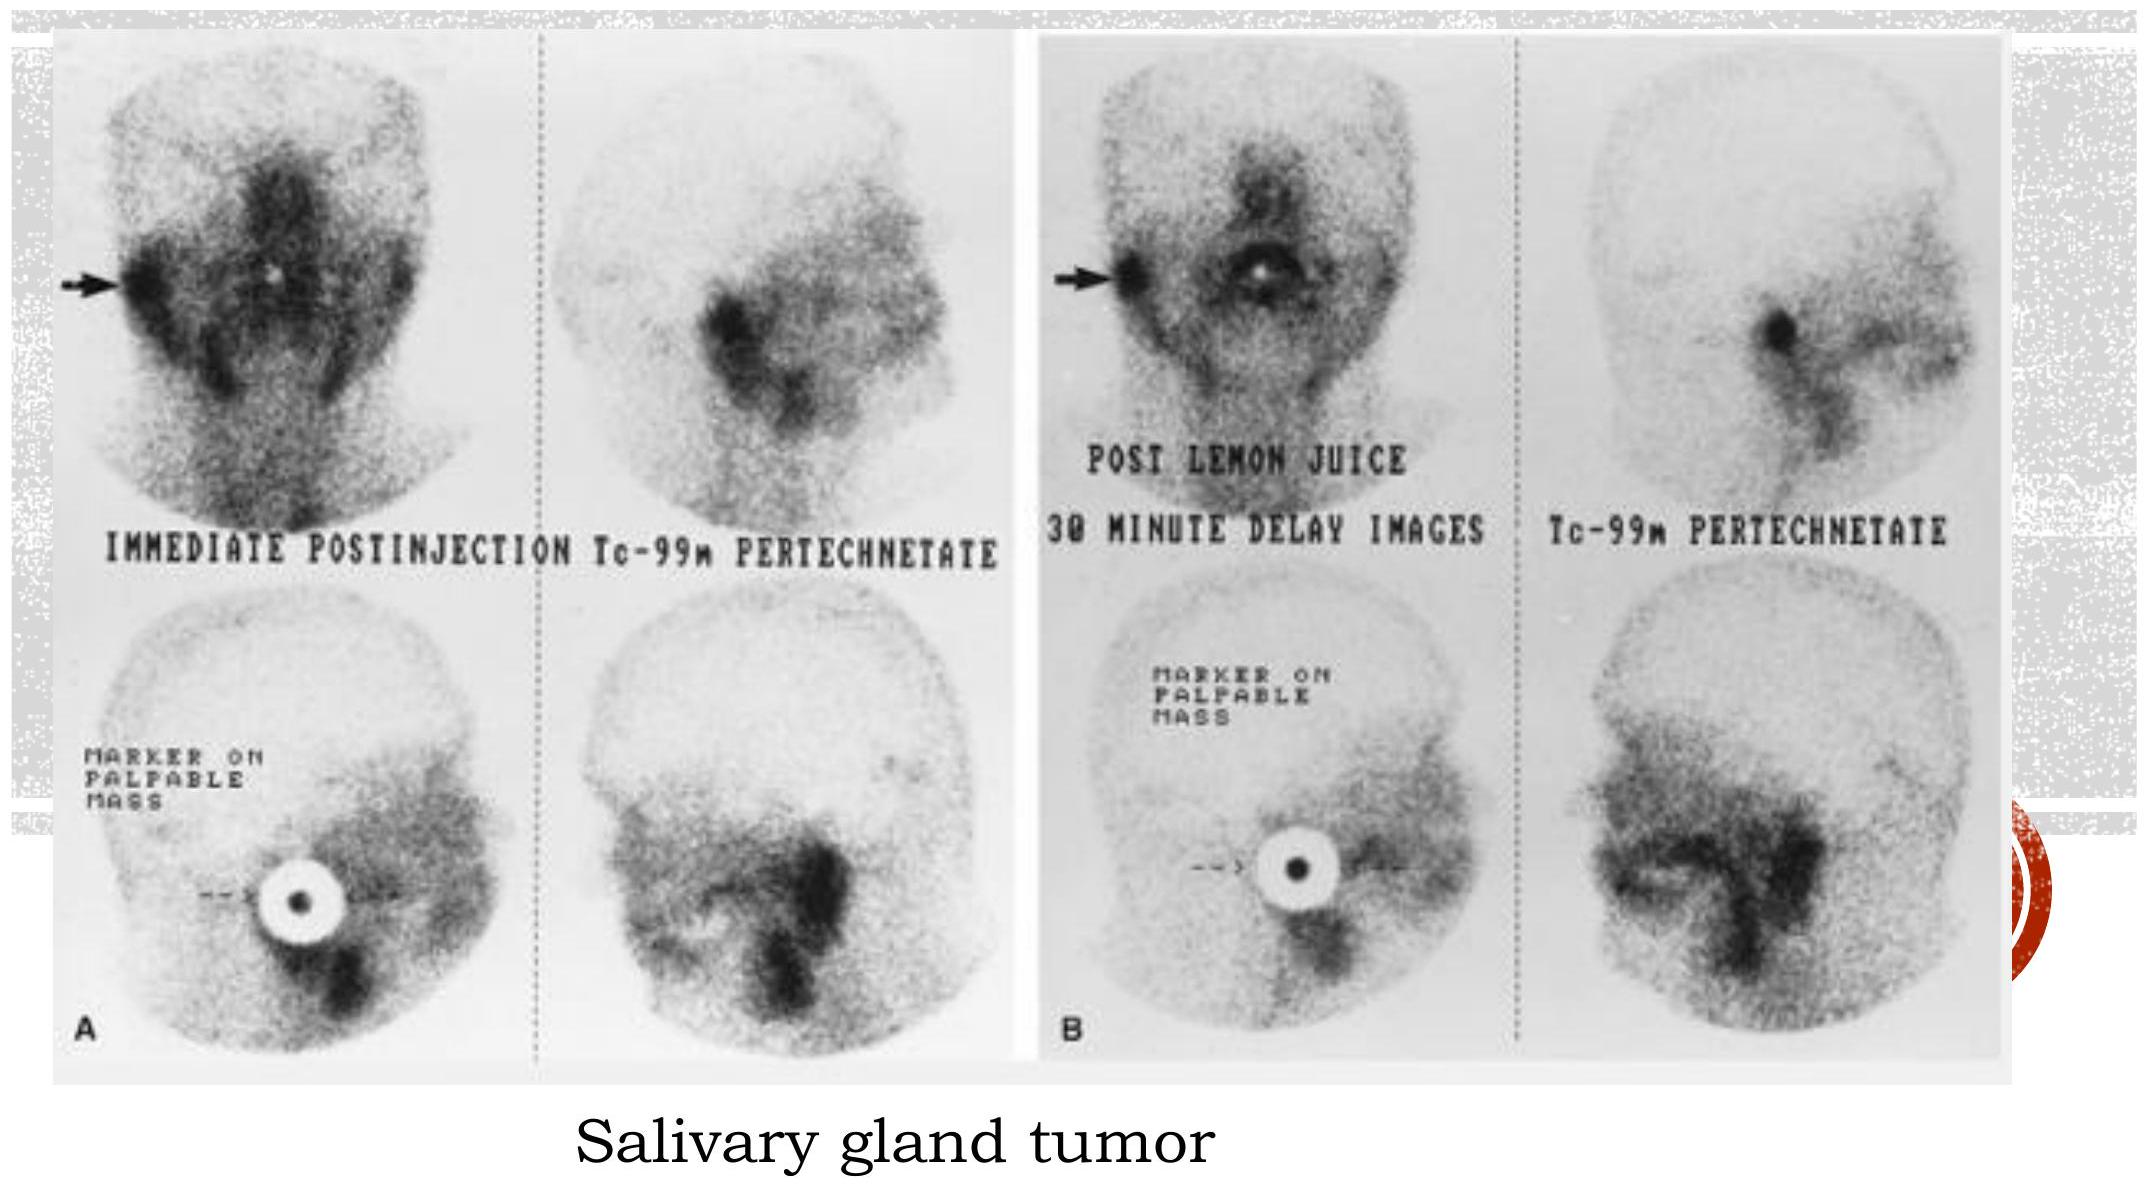 IMMEDIATE POSTINJECTION Tc-99m PERTECHNETATE
MARKER ON
PALPABLE
MASS
A
POST LEMON JUICE
30 MINUTE DELAY IMAGES Tc-99m PERTECHNETATE
MARKER ON
PALPABLE
MASS
B
Salivary gland tumor